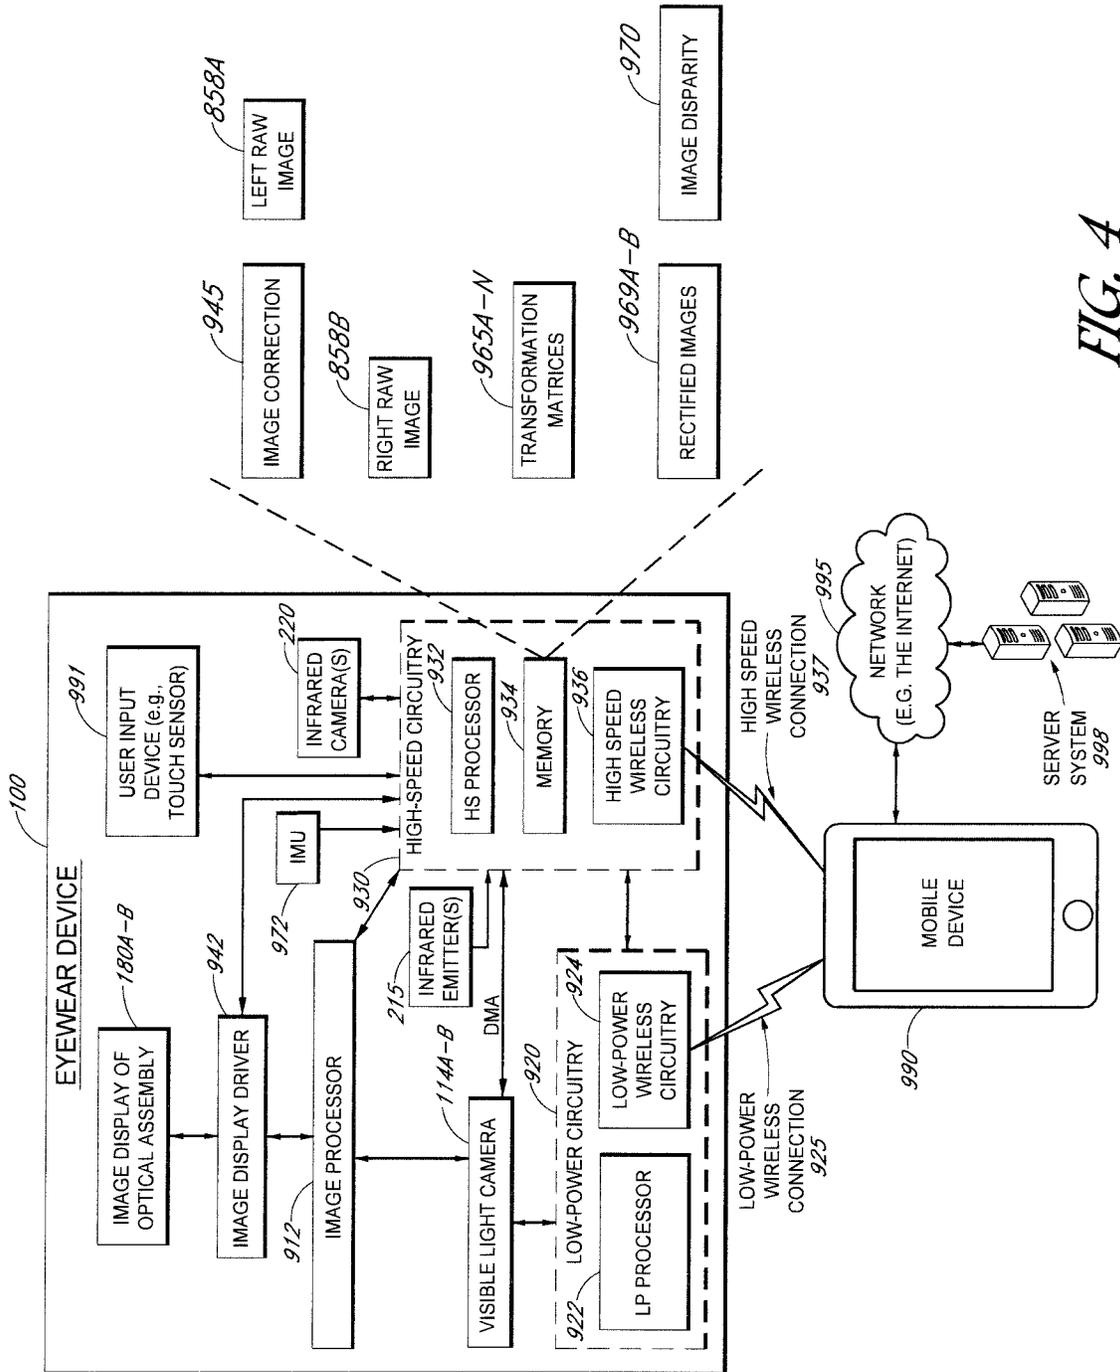 EYEWEAR DEVICE
100
IMAGE DISPLAY OF
OPTICAL ASSEMBLY
180A-B
USER INPUT
DEVICE (e.g.,
TOUCH SENSOR)
991
IMAGE DISPLAY DRIVER
942
IMU
972
INFRARED
CAMERA(S)
220
IMAGE PROCESSOR
912
930
HIGH-SPEED CIRCUITRY
HS PROCESSOR
932
MEMORY
934
HIGH SPEED
WIRELESS
CIRCUITRY
936
INFRARED
EMITTER(S)
215
DMA
VISIBLE LIGHT CAMERA
114A-B
LOW-POWER CIRCUITRY
920
LP PROCESSOR
922
LOW-POWER
WIRELESS
CIRCUITRY
924
LOW-POWER
WIRELESS
CONNECTION
925
HIGH SPEED
WIRELESS
CONNECTION
937
MOBILE
DEVICE
990
NETWORK
(E.G. THE INTERNET)
995
SERVER
SYSTEM
998
IMAGE CORRECTION
945
LEFT RAW
IMAGE
858A
RIGHT RAW
IMAGE
858B
TRANSFORMATION
MATRICES
965A-N
RECTIFIED IMAGES
969A-B
IMAGE DISPARITY
970
FIG. 4